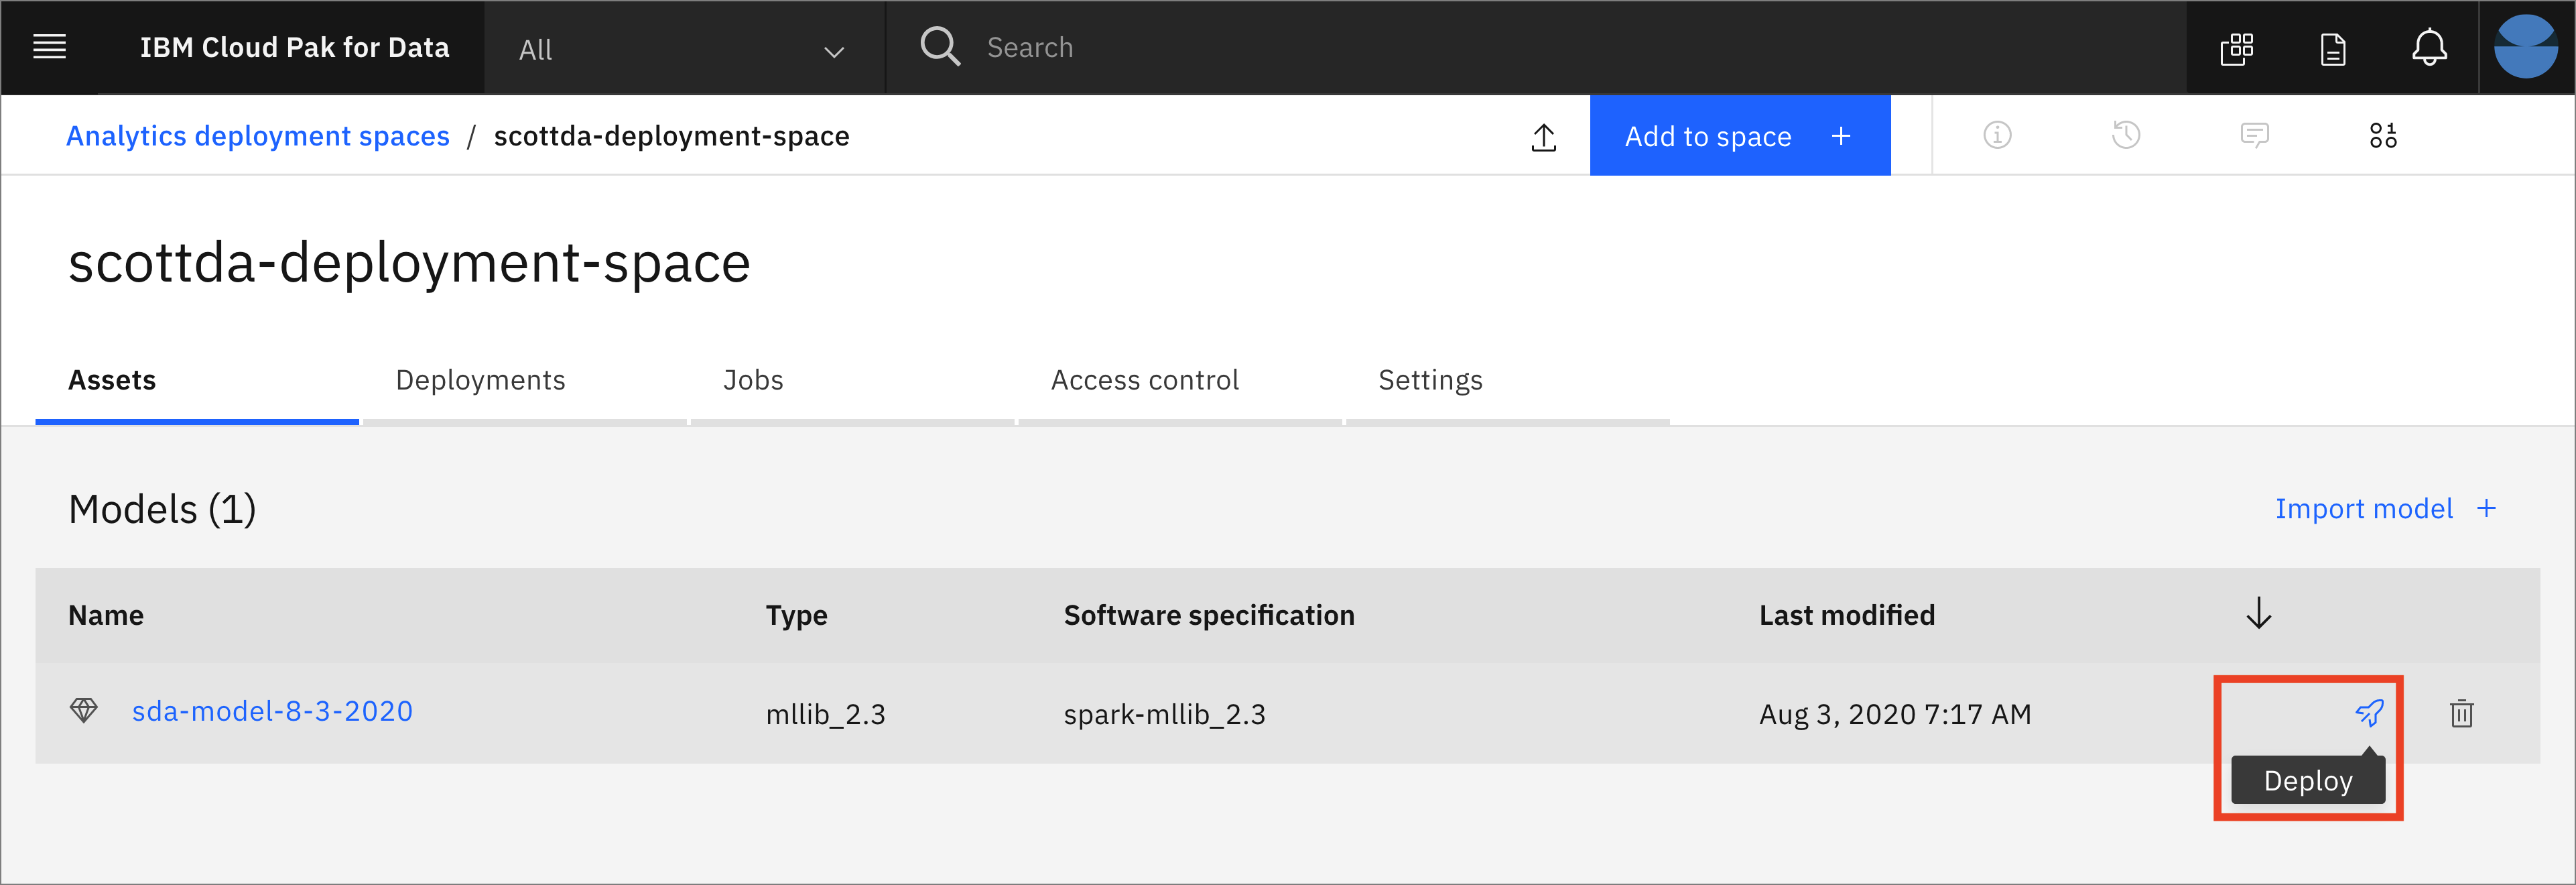 IBM Cloud Pak for Data All Search
Analytics deployment spaces / scottda-deployment-space Add to space +
scottda-deployment-space
Assets Deployments Jobs Access control Settings
Models (1) Import model +
Name Type Software specification Last modified
sda-model-8-3-2020 mllib_2.3 spark-mllib_2.3 Aug 3, 2020 7:17 AM
Deploy